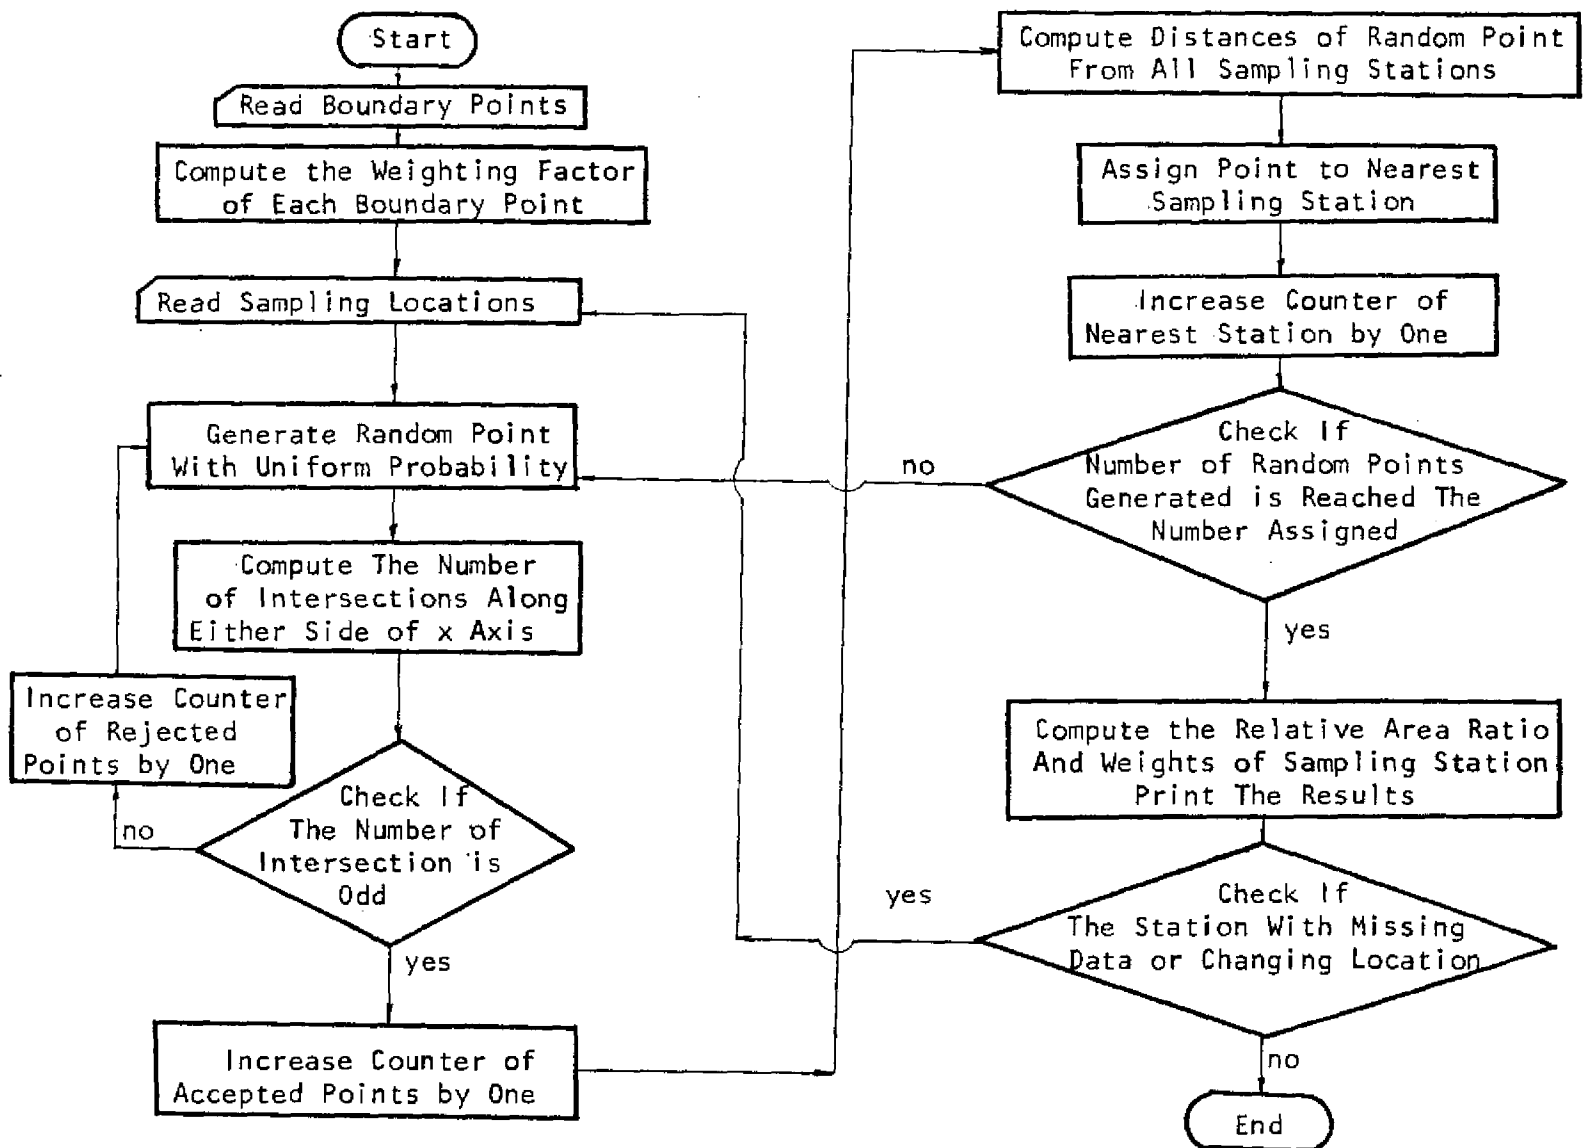 Start
Read Boundary Points
Compute the Weighting Factor
of Each Boundary Point
Read Sampling Locations
Generate Random Point
With Uniform Probability
Compute The Number
of Intersections Along
Either Side of x Axis
Increase Counter
of Rejected
Points by One
Check If
The Number of
Intersection is
Odd
no
yes
Increase Counter of
Accepted Points by One
Compute Distances of Random Point
From All Sampling Stations
Assign Point to Nearest
Sampling Station
Increase Counter of
Nearest Station by One
Check If
Number of Random Points
Generated is Reached The
Number Assigned
no
yes
Compute the Relative Area Ratio
And Weights of Sampling Station
Print The Results
Check If
The Station With Missing
Data or Changing Location
yes
no
End